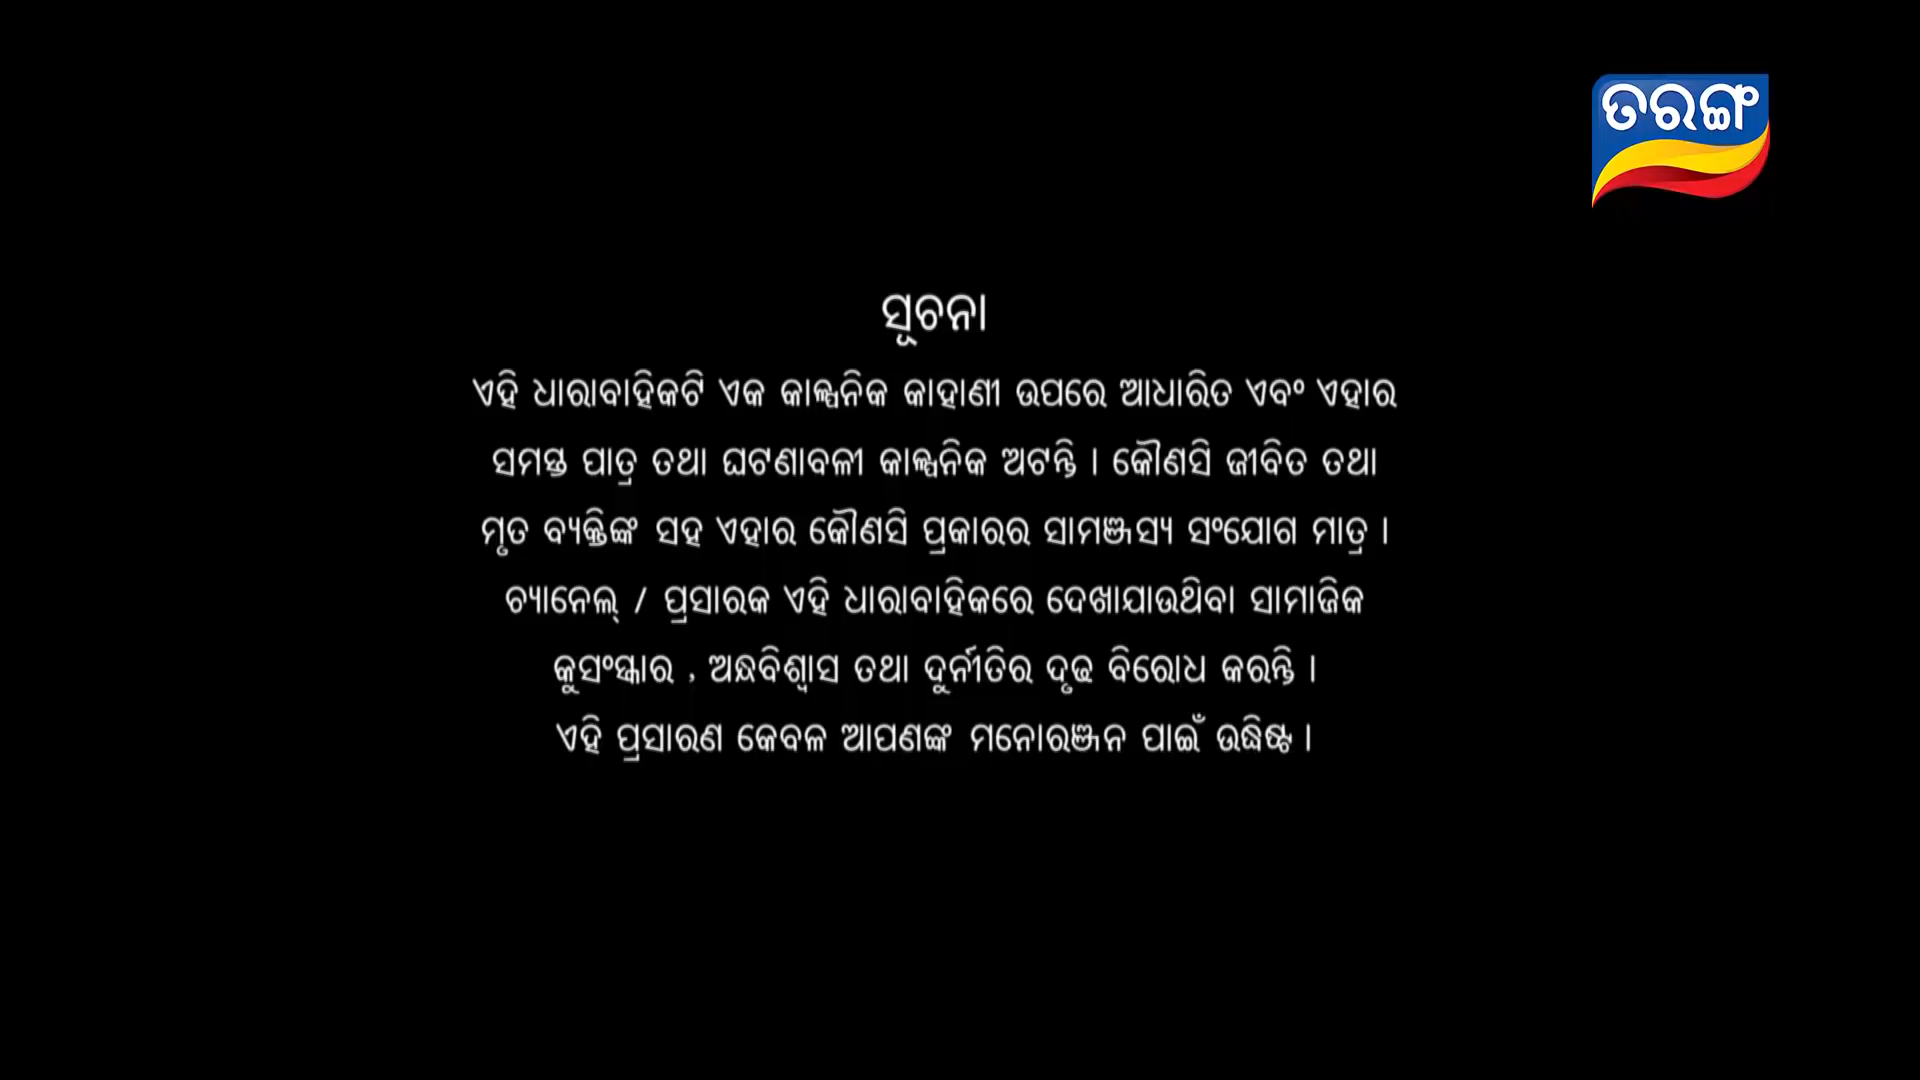 ତରଙ୍ଗ
ସୂଚନା
ଏହି ଧାରାବାହିକଟି ଏକ କାଳ୍ପନିକ କାହାଣୀ ଉପରେ ଆଧାରିତ ଏବଂ ଏହାର
ସମସ୍ତ ପାତ୍ର ତଥା ଘଟଣାବଳୀ କାଳ୍ପନିକ ଅଟନ୍ତି । କୌଣସି ଜୀବିତ ତଥା
ମୃତ ବ୍ୟକ୍ତିଙ୍କ ସହ ଏହାର କୌଣସି ପ୍ରକାରର ସାମଞ୍ଜସ୍ୟ ସଂଯୋଗ ମାତ୍ର ।
ଚ୍ୟାନେଲ୍ / ପ୍ରସାରକ ଏହି ଧାରାବାହିକରେ ଦେଖାଯାଉଥିବା ସାମାଜିକ
କୁସଂସ୍କାର , ଅନ୍ଧବିଶ୍ୱାସ ତଥା ଦୁର୍ନୀତିର ଦୃଢ ବିରୋଧ କରନ୍ତି ।
ଏହି ପ୍ରସାରଣ କେବଳ ଆପଣଙ୍କ ମନୋରଞ୍ଜନ ପାଇଁ ଉଦ୍ଧିଷ୍ଟ ।